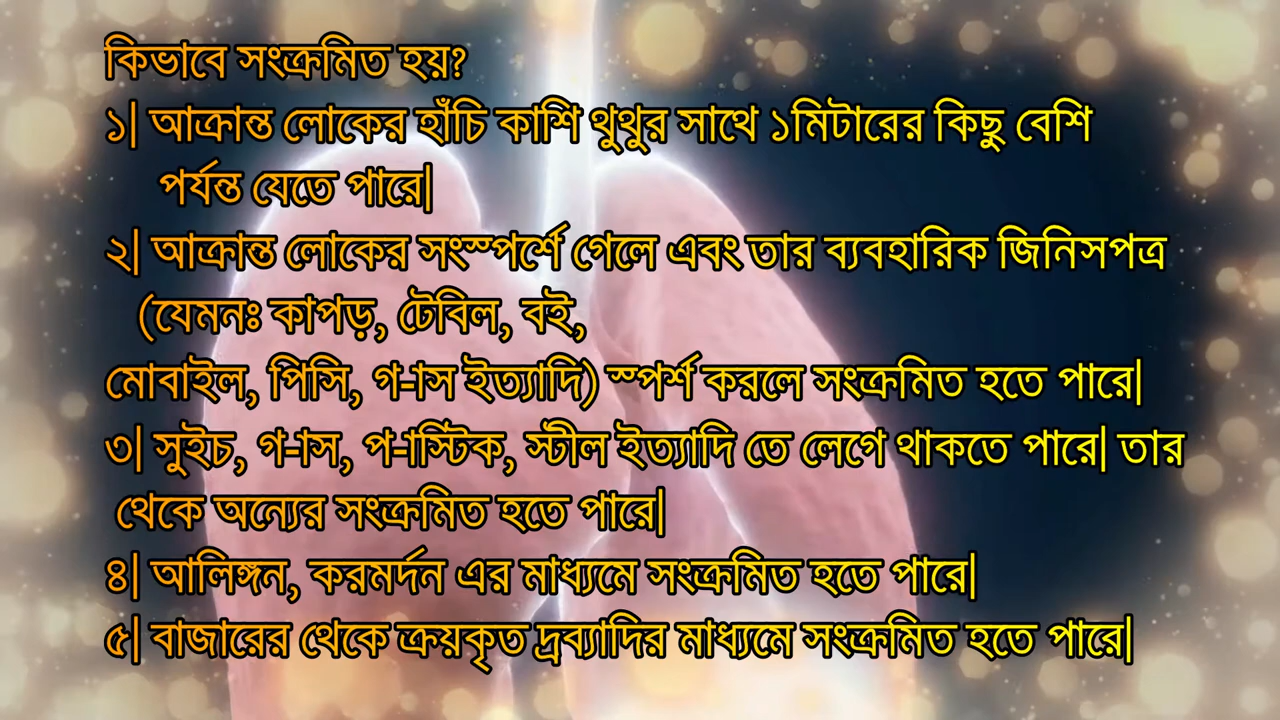 কিভাবে সংক্রমিত হয়?
১| আক্রান্ত লোকের হাঁচি কাশি থুথুর সাথে ১মিটারের কিছু বেশি
পর্যন্ত যেতে পারে|
২| আক্রান্ত লোকের সংস্পর্শে গেলে এবং তার ব্যবহারিক জিনিসপত্র
(যেমনঃ কাপড়, টেবিল, বই,
মোবাইল, পিসি, গ-াস ইত্যাদি) স্পর্শ করলে সংক্রমিত হতে পারে|
৩| সুইচ, গ-াস, প-াস্টিক, স্টীল ইত্যাদি তে লেগে থাকতে পারে| তার
থেকে অন্যের সংক্রমিত হতে পারে|
৪| আলিঙ্গন, করমর্দন এর মাধ্যমে সংক্রমিত হতে পারে|
৫| বাজারের থেকে ক্রয়কৃত দ্রব্যাদির মাধ্যমে সংক্রমিত হতে পারে|